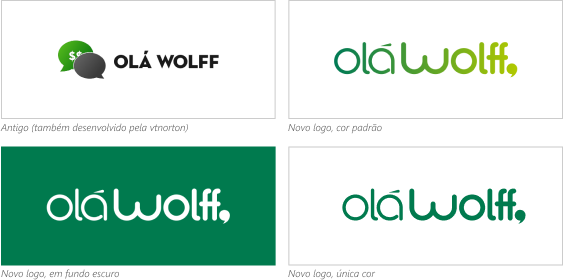 $¢
OLÁ WOLFF
oláwolff,
Antigo (também desenvolvido pela vtnorton)
Novo logo, cor padrão
oláwolff,
oláwolff,
Novo logo, em fundo escuro
Novo logo, única cor